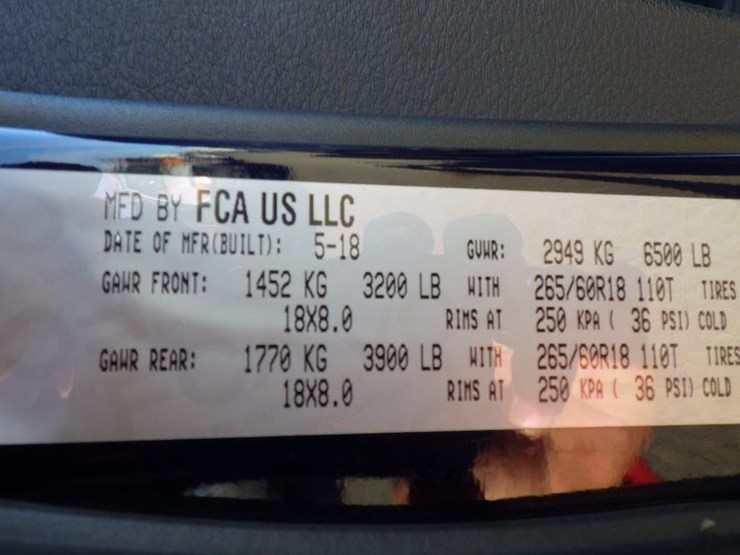 MFD BY FCA US LLC
DATE OF MFR(BUILT): 5-18 GVWR: 2949 KG 6500 LB
GAWR FRONT: 1452 KG 3200 LB WITH 265/60R18 110T TIRES
18X8.0 RIMS AT 250 KPA ( 36 PSI) COLD
GAWR REAR: 1770 KG 3900 LB WITH 265/60R18 110T TIRES
18X8.0 RIMS AT 250 KPA ( 36 PSI) COLD